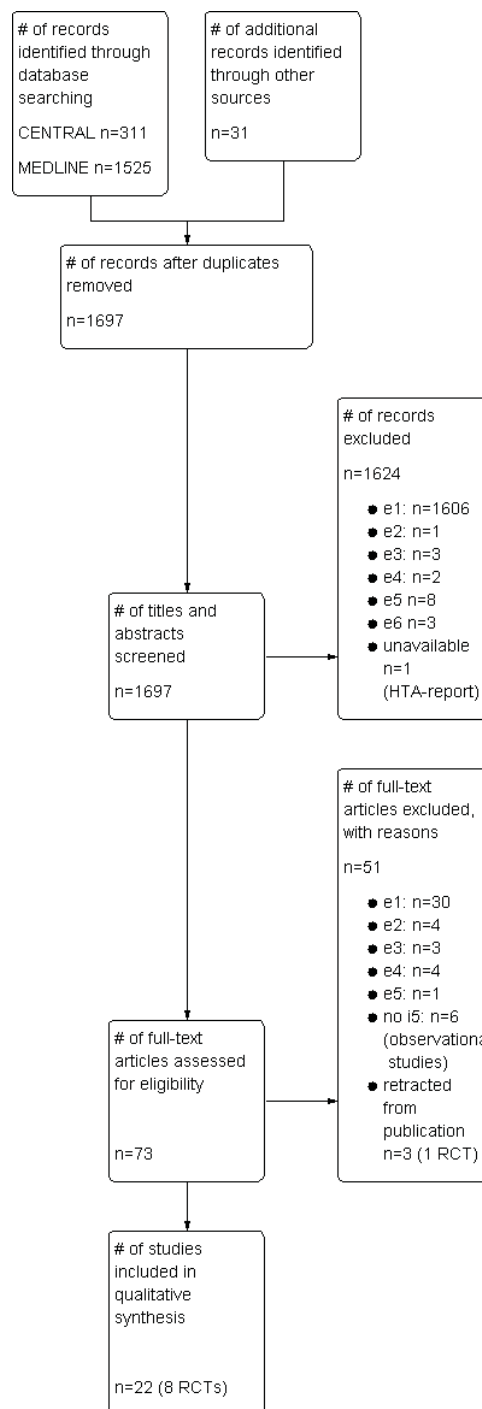 # of records
identified through
database
searching
CENTRAL n=311
MEDLINE n=1525
# of additional
records identified
through other
sources
n=31
# of records after duplicates
removed
n=1697
# of records
excluded
n=1624
● e1: n=1606
● e2: n=1
● e3: n=3
● e4: n=2
● e5 n=8
● e6 n=3
● unavailable
n=1
(HTA-report)
# of titles and
abstracts
screened
n=1697
# of full-text
articles excluded,
with reasons
n=51
● e1: n=30
● e2: n=4
● e3: n=3
● e4: n=4
● e5: n=1
● no i5: n=6
(observationa
studies)
● retracted
from
publication
n=3 (1 RCT)
# of full-text
articles assessed
for eligibility
n=73
# of studies
included in
qualitative
synthesis
n=22 (8 RCTs)